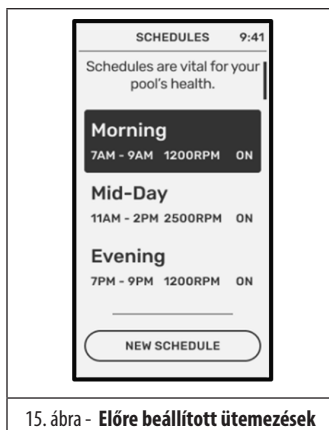 SCHEDULES 9:41
Schedules are vital for your
pool's health.
Morning
7AM - 9AM 1200RPM ON
Mid-Day
11AM - 2PM 2500RPM ON
Evening
7PM - 9PM 1200RPM ON
NEW SCHEDULE
15. ábra - Előre beállított ütemezések